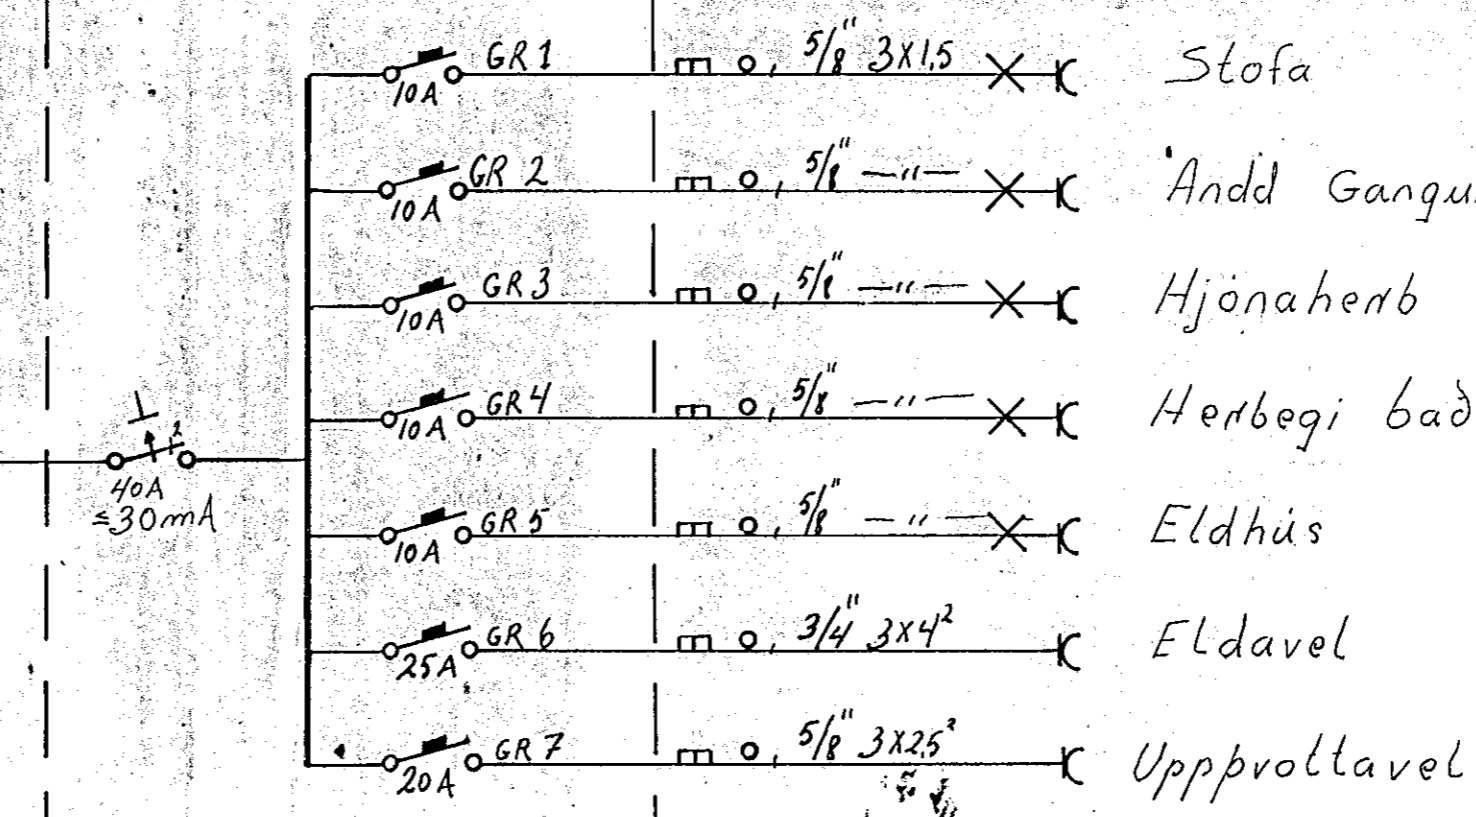 GR 1 5/8" 3X1,5 Stofa
10A
GR 2 5/8" —"— Andd
10A
GR 3 5/8" —"— Hjónaherb
10A
GR 4 5/8" —"— Herbegi bað
10A
40A
≤30mA
GR 5 5/8" —"— Eldhús
10A
GR 6 3/4" 3X4² Eldavel
25A
GR 7 5/8" 3X2,5² Uppþvottavel
20A